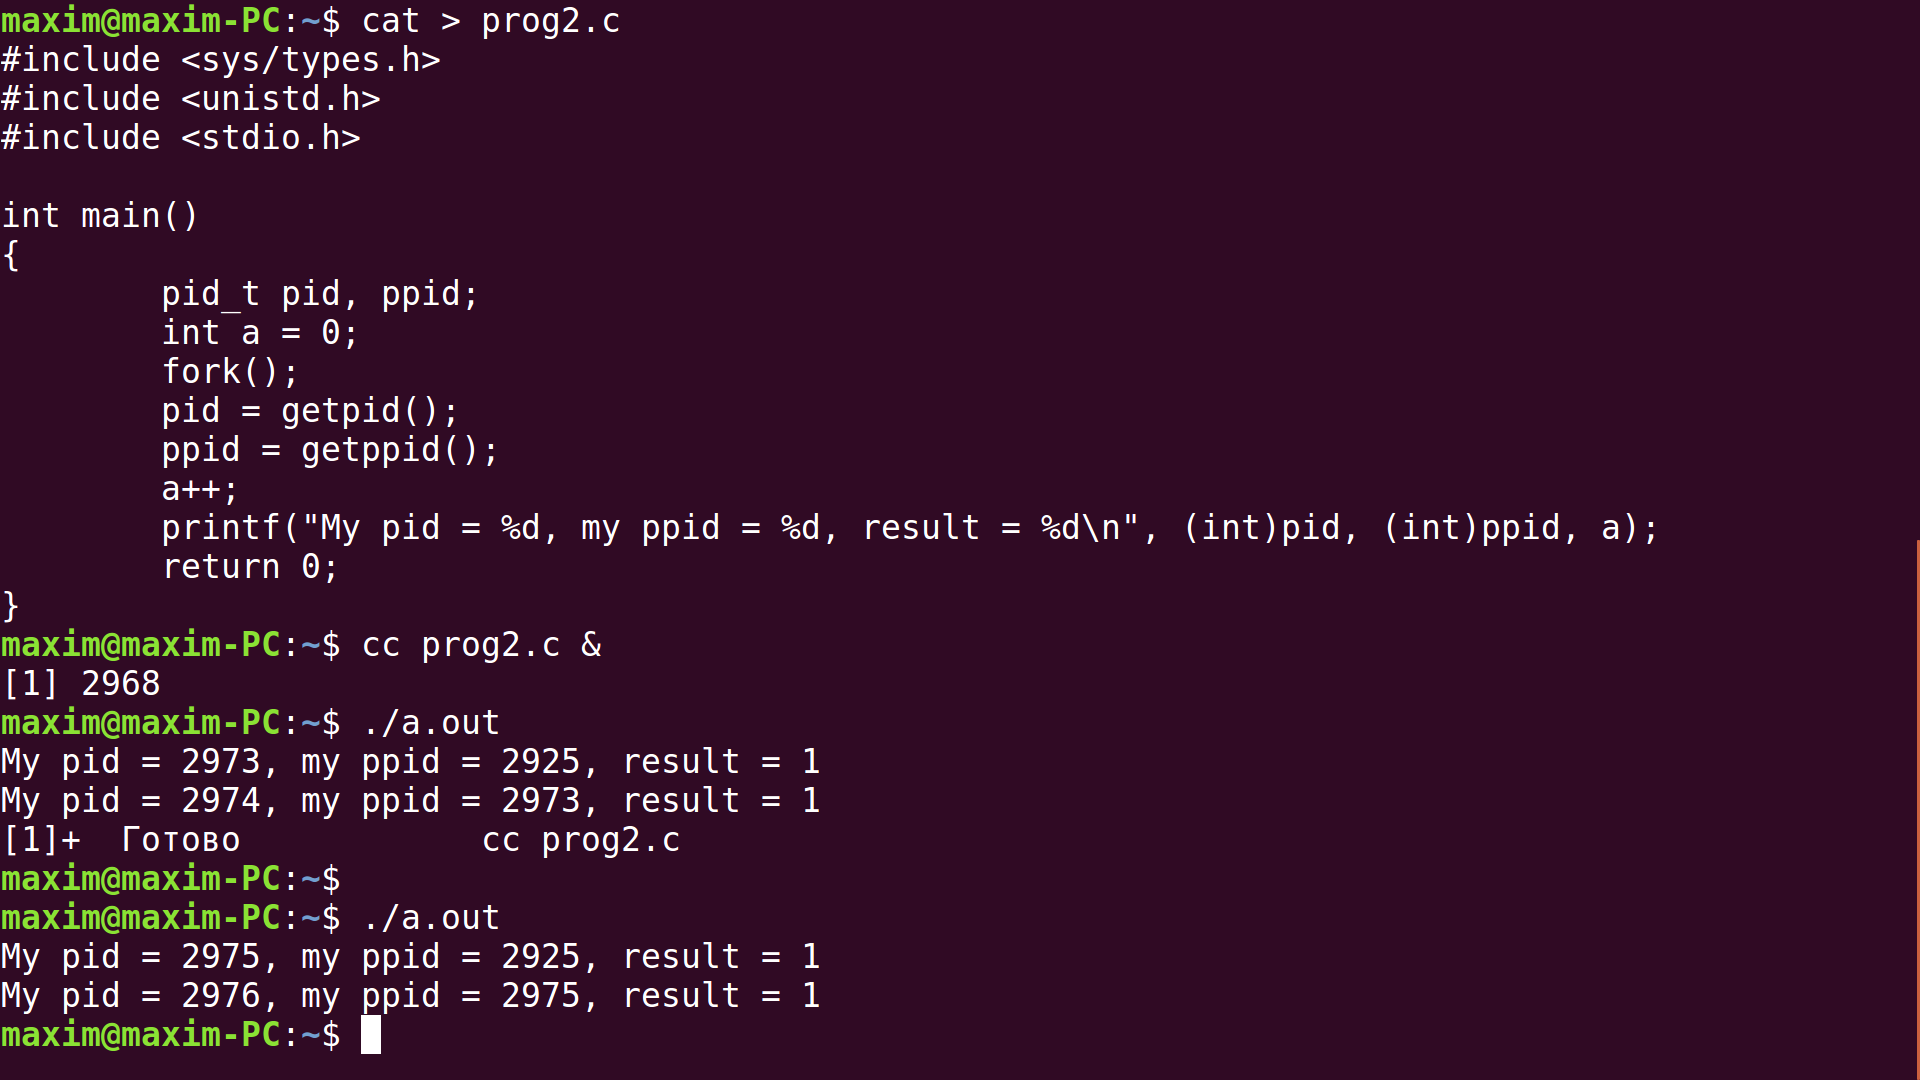 maxim@maxim-PC:~$ cat > prog2.c
#include <sys/types.h>
#include <unistd.h>
#include <stdio.h>

int main()
{
        pid_t pid, ppid;
        int a = 0;
        fork();
        pid = getpid();
        ppid = getppid();
        a++;
        printf("My pid = %d, my ppid = %d, result = %d\n", (int)pid, (int)ppid, a);
        return 0;
}
maxim@maxim-PC:~$ cc prog2.c &
[1] 2968
maxim@maxim-PC:~$ ./a.out
My pid = 2973, my ppid = 2925, result = 1
My pid = 2974, my ppid = 2973, result = 1
[1]+  Готово            cc prog2.c
maxim@maxim-PC:~$
maxim@maxim-PC:~$ ./a.out
My pid = 2975, my ppid = 2925, result = 1
My pid = 2976, my ppid = 2975, result = 1
maxim@maxim-PC:~$